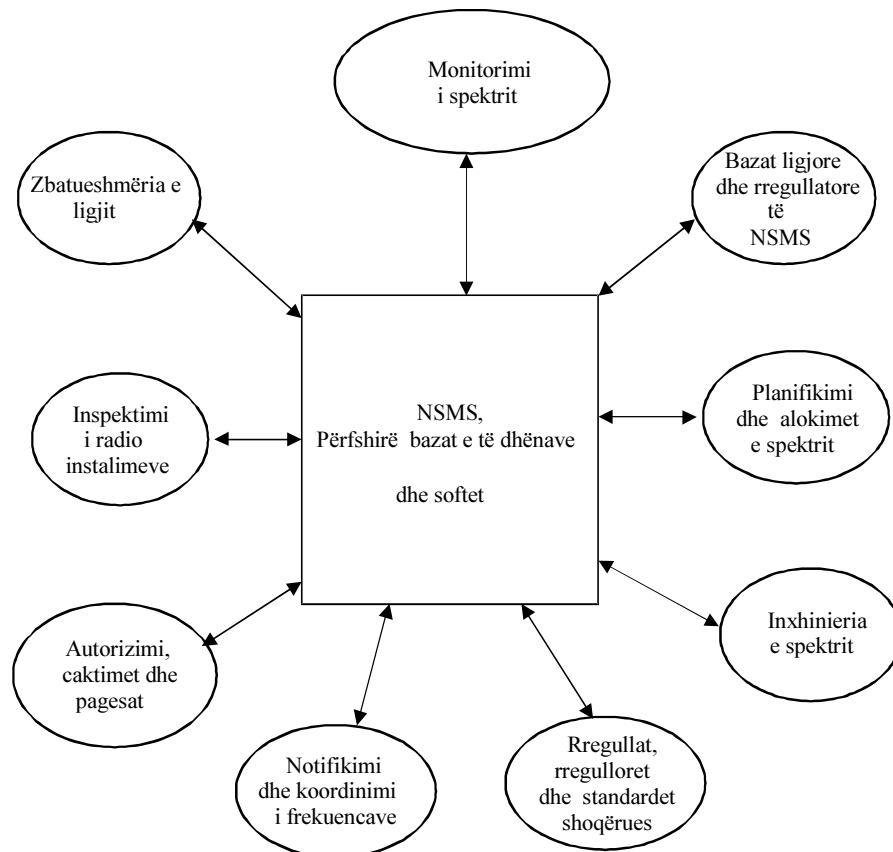 Monitorimi
i spektrit
Zbatueshmëria e
ligjit
Bazat ligjore
dhe rregullatore
të
NSMS
NSMS,
Përfshirë bazat e të dhënave
dhe softet
Inspektimi
i radio
instalimeve
Planifikimi
dhe alokimet
e spektrit
Autorizimi,
caktimet dhe
pagesat
Inxhinieria
e spektrit
Notifikimi
dhe koordinimi
i frekuencave
Rregullat,
rregulloret
dhe standardet
shoqërues